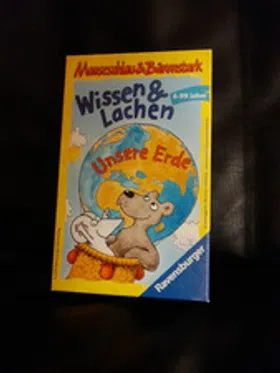 Mauseschlau & Bärenstark
Wissen &
Lachen
Unsere Erde
Ravensburger